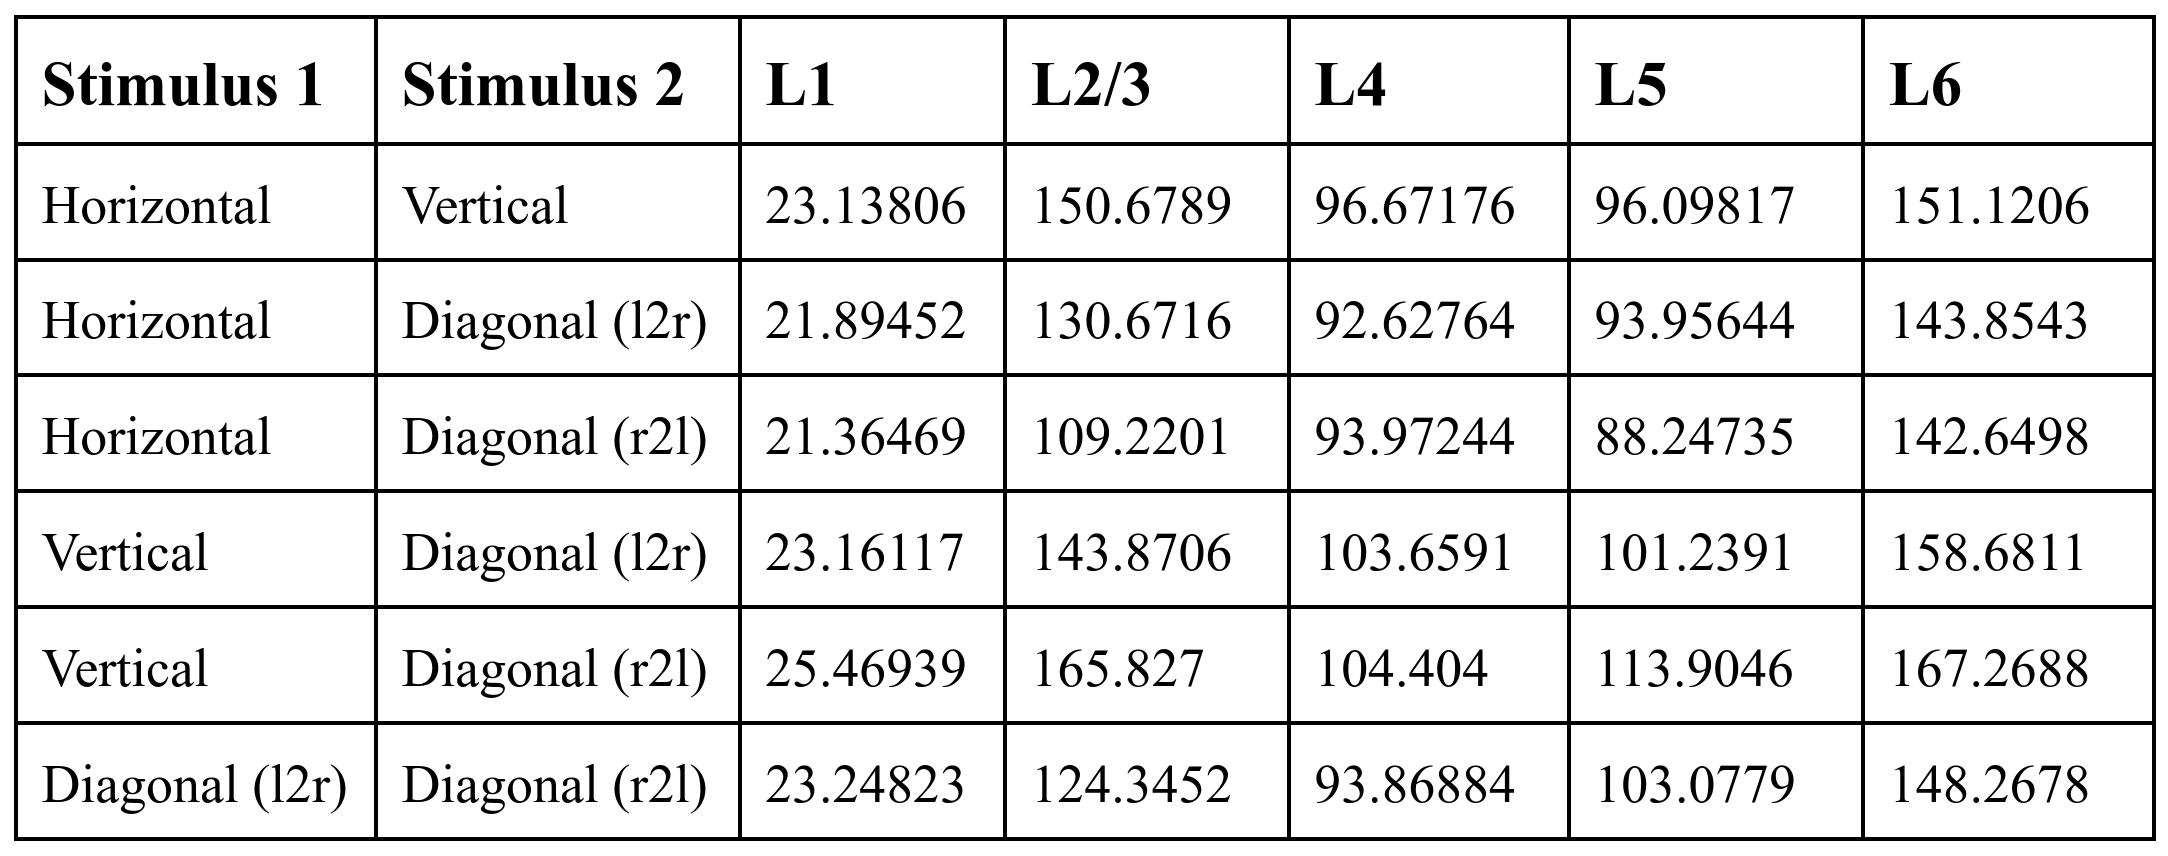 Stimulus 1 Stimulus 2 L1 L2/3 L4 L5 L6
Horizontal Vertical 23.13806 150.6789 96.67176 96.09817 151.1206
Horizontal Diagonal (l2r) 21.89452 130.6716 92.62764 93.95644 143.8543
Horizontal Diagonal (r2l) 21.36469 109.2201 93.97244 88.24735 142.6498
Vertical Diagonal (l2r) 23.16117 143.8706 103.6591 101.2391 158.6811
Vertical Diagonal (r2l) 25.46939 165.827 104.404 113.9046 167.2688
Diagonal (l2r) Diagonal (r2l) 23.24823 124.3452 93.86884 103.0779 148.2678